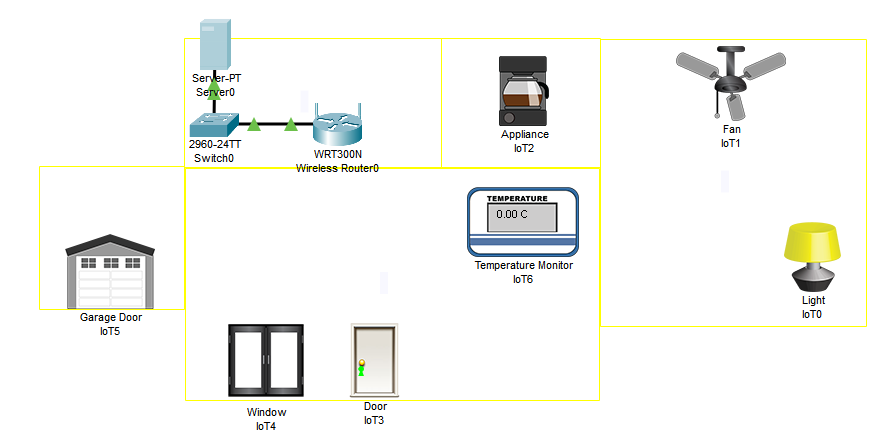 Server-PT
Server0
2960-24TT
Switch0
WRT300N
Wireless Router0
Appliance
IoT2
Fan
IoT1
TEMPERATURE
0.00 C
Temperature Monitor
IoT6
Light
IoT0
Garage Door
IoT5
Window
IoT4
Door
IoT3